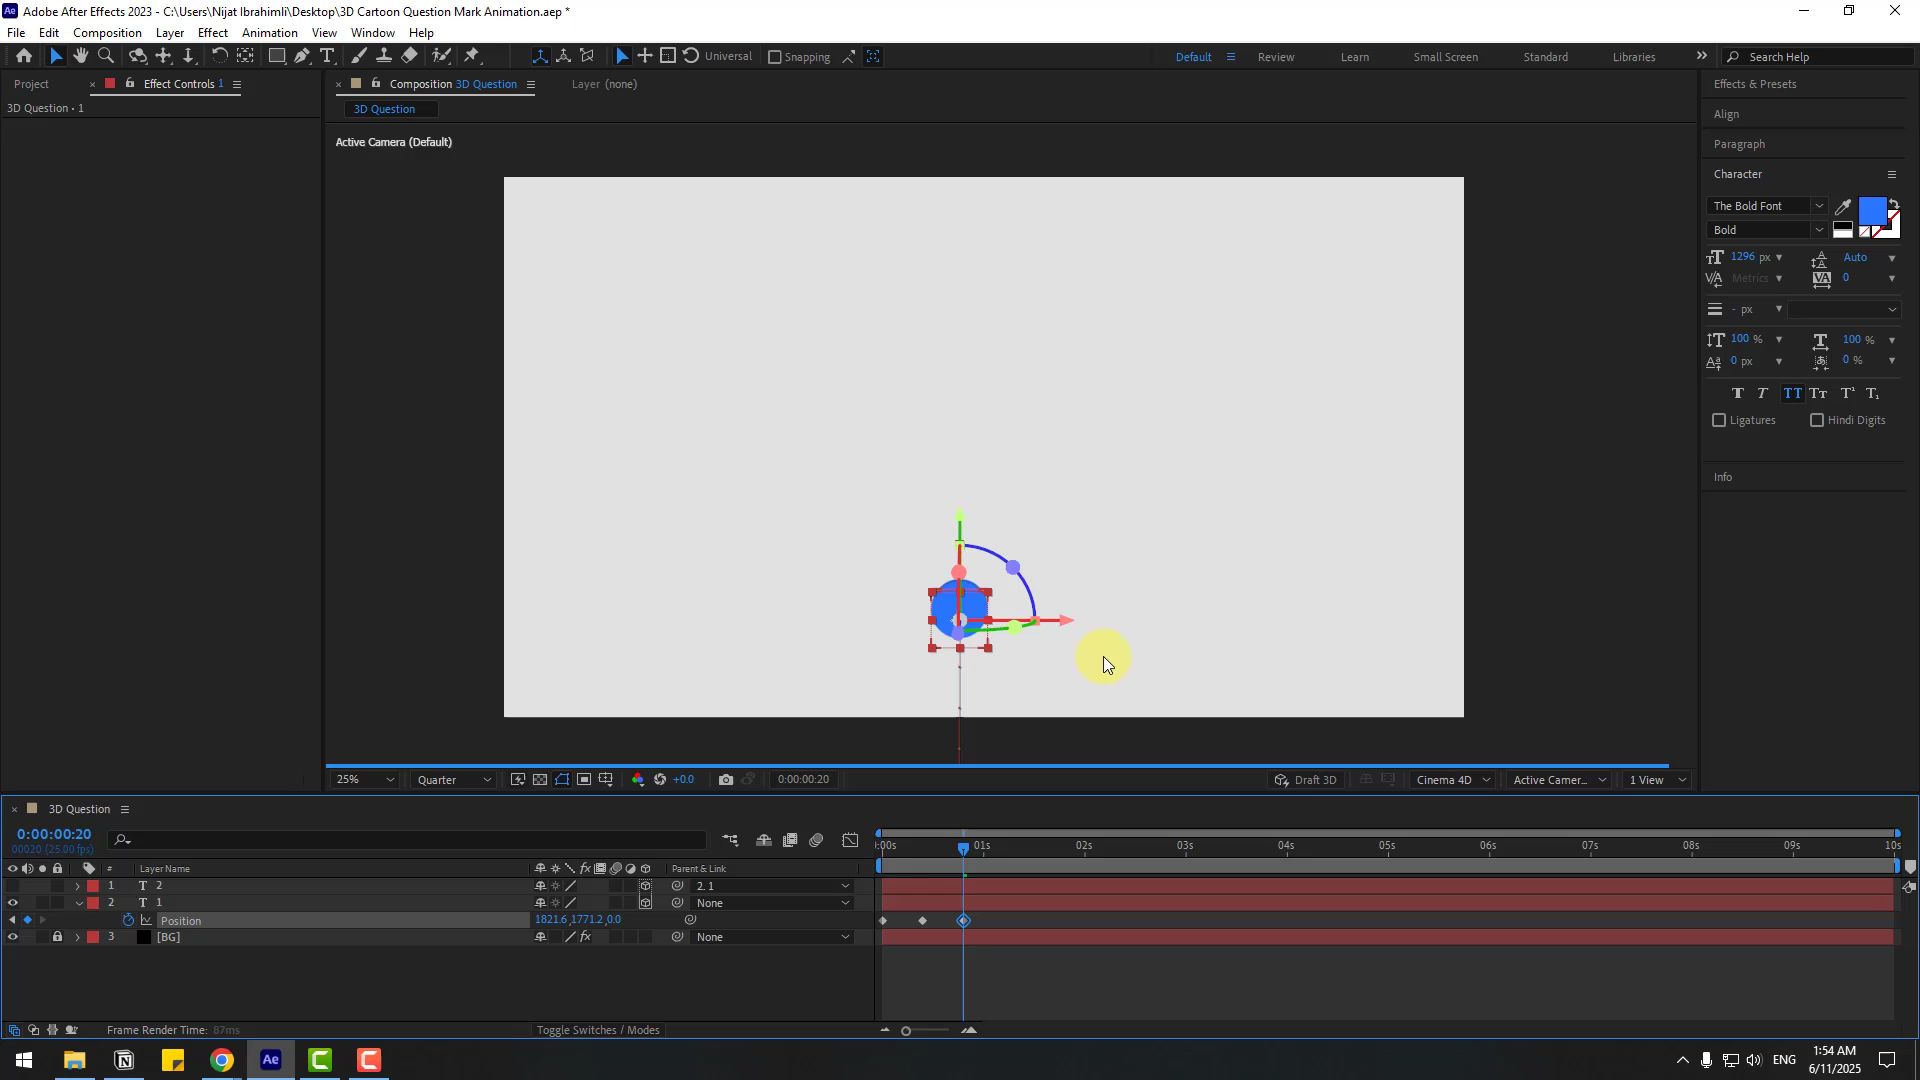 Adobe After Effects 2023 - C:\Users\Nijat Ibrahimli\Desktop\3D Cartoon Question Mark Animation.aep *
File Edit Composition Layer Effect Animation View Window Help
Universal Snapping Default Review Learn Small Screen Standard Libraries Search Help
Project Effect Controls 1
3D Question • 1
Composition 3D Question Layer (none)
3D Question
Active Camera (Default)
Effects & Presets
Align
Paragraph
Character
The Bold Font
Bold
1296 px Auto
Metrics 0
- px
100 % 100 %
0 px 0 %
Ligatures Hindi Digits
Info
25% Quarter +0.0 0:00:00:20 Draft 3D Cinema 4D Active Camer... 1 View
3D Question
0:00:00:20
00020 (25.00 fps)
:00s 01s 02s 03s 04s 05s 06s 07s 08s 09s 10s
# Layer Name Parent & Link
1 T 2 2. 1
2 T 1 None
Position 1821.6,1771.2,0.0
3 [BG] None
Frame Render Time: 87ms Toggle Switches / Modes
ENG
1:54 AM
6/11/2025